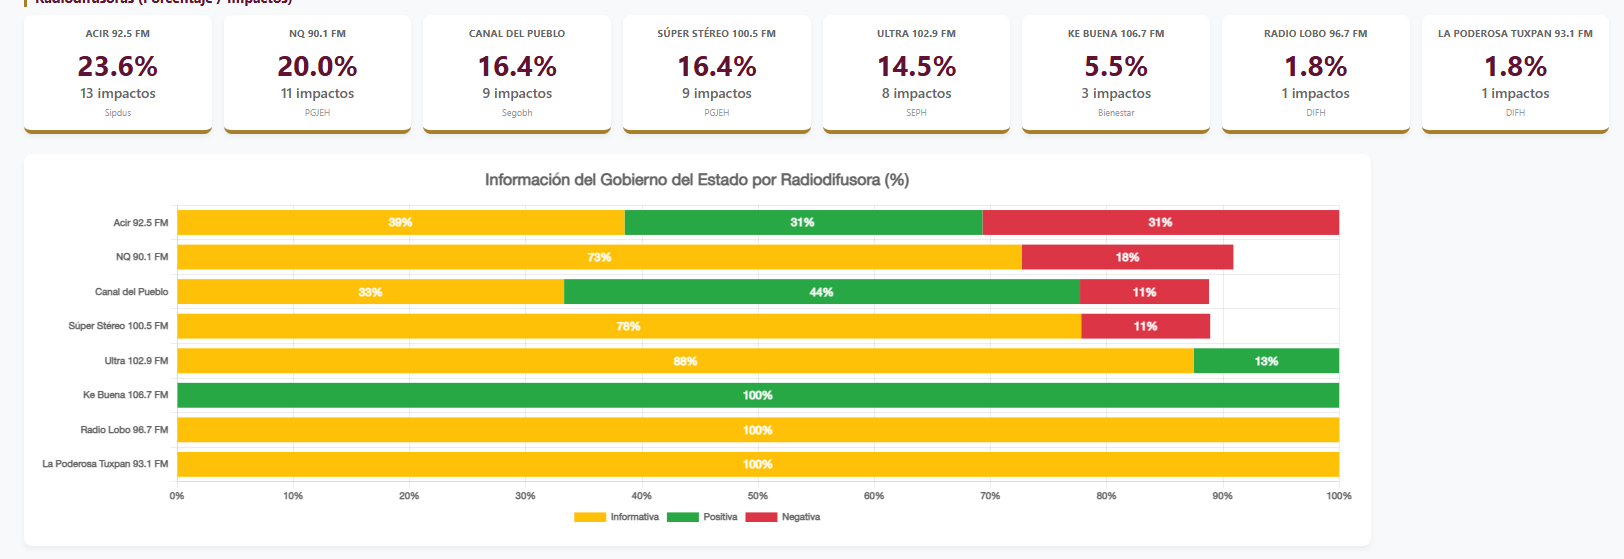 Radiodifusoras (Porcentaje / Impactos)
ACIR 92.5 FM
23.6%
13 impactos
Sipdus
NQ 90.1 FM
20.0%
11 impactos
PGJEH
CANAL DEL PUEBLO
16.4%
9 impactos
Segobh
SÚPER STÉREO 100.5 FM
16.4%
9 impactos
PGJEH
ULTRA 102.9 FM
14.5%
8 impactos
SEPH
KE BUENA 106.7 FM
5.5%
3 impactos
Bienestar
RADIO LOBO 96.7 FM
1.8%
1 impactos
DIFH
LA PODEROSA TUXPAN 93.1 FM
1.8%
1 impactos
DIFH
Información del Gobierno del Estado por Radiodifusora (%)
Acir 92.5 FM 39% 31% 31%
NQ 90.1 FM 73% 18%
Canal del Pueblo 33% 44% 11%
Súper Stéreo 100.5 FM 78% 11%
Ultra 102.9 FM 88% 13%
Ke Buena 106.7 FM 100%
Radio Lobo 96.7 FM 100%
La Poderosa Tuxpan 93.1 FM 100%
0% 10% 20% 30% 40% 50% 60% 70% 80% 90% 100%
Informativa Positiva Negativa